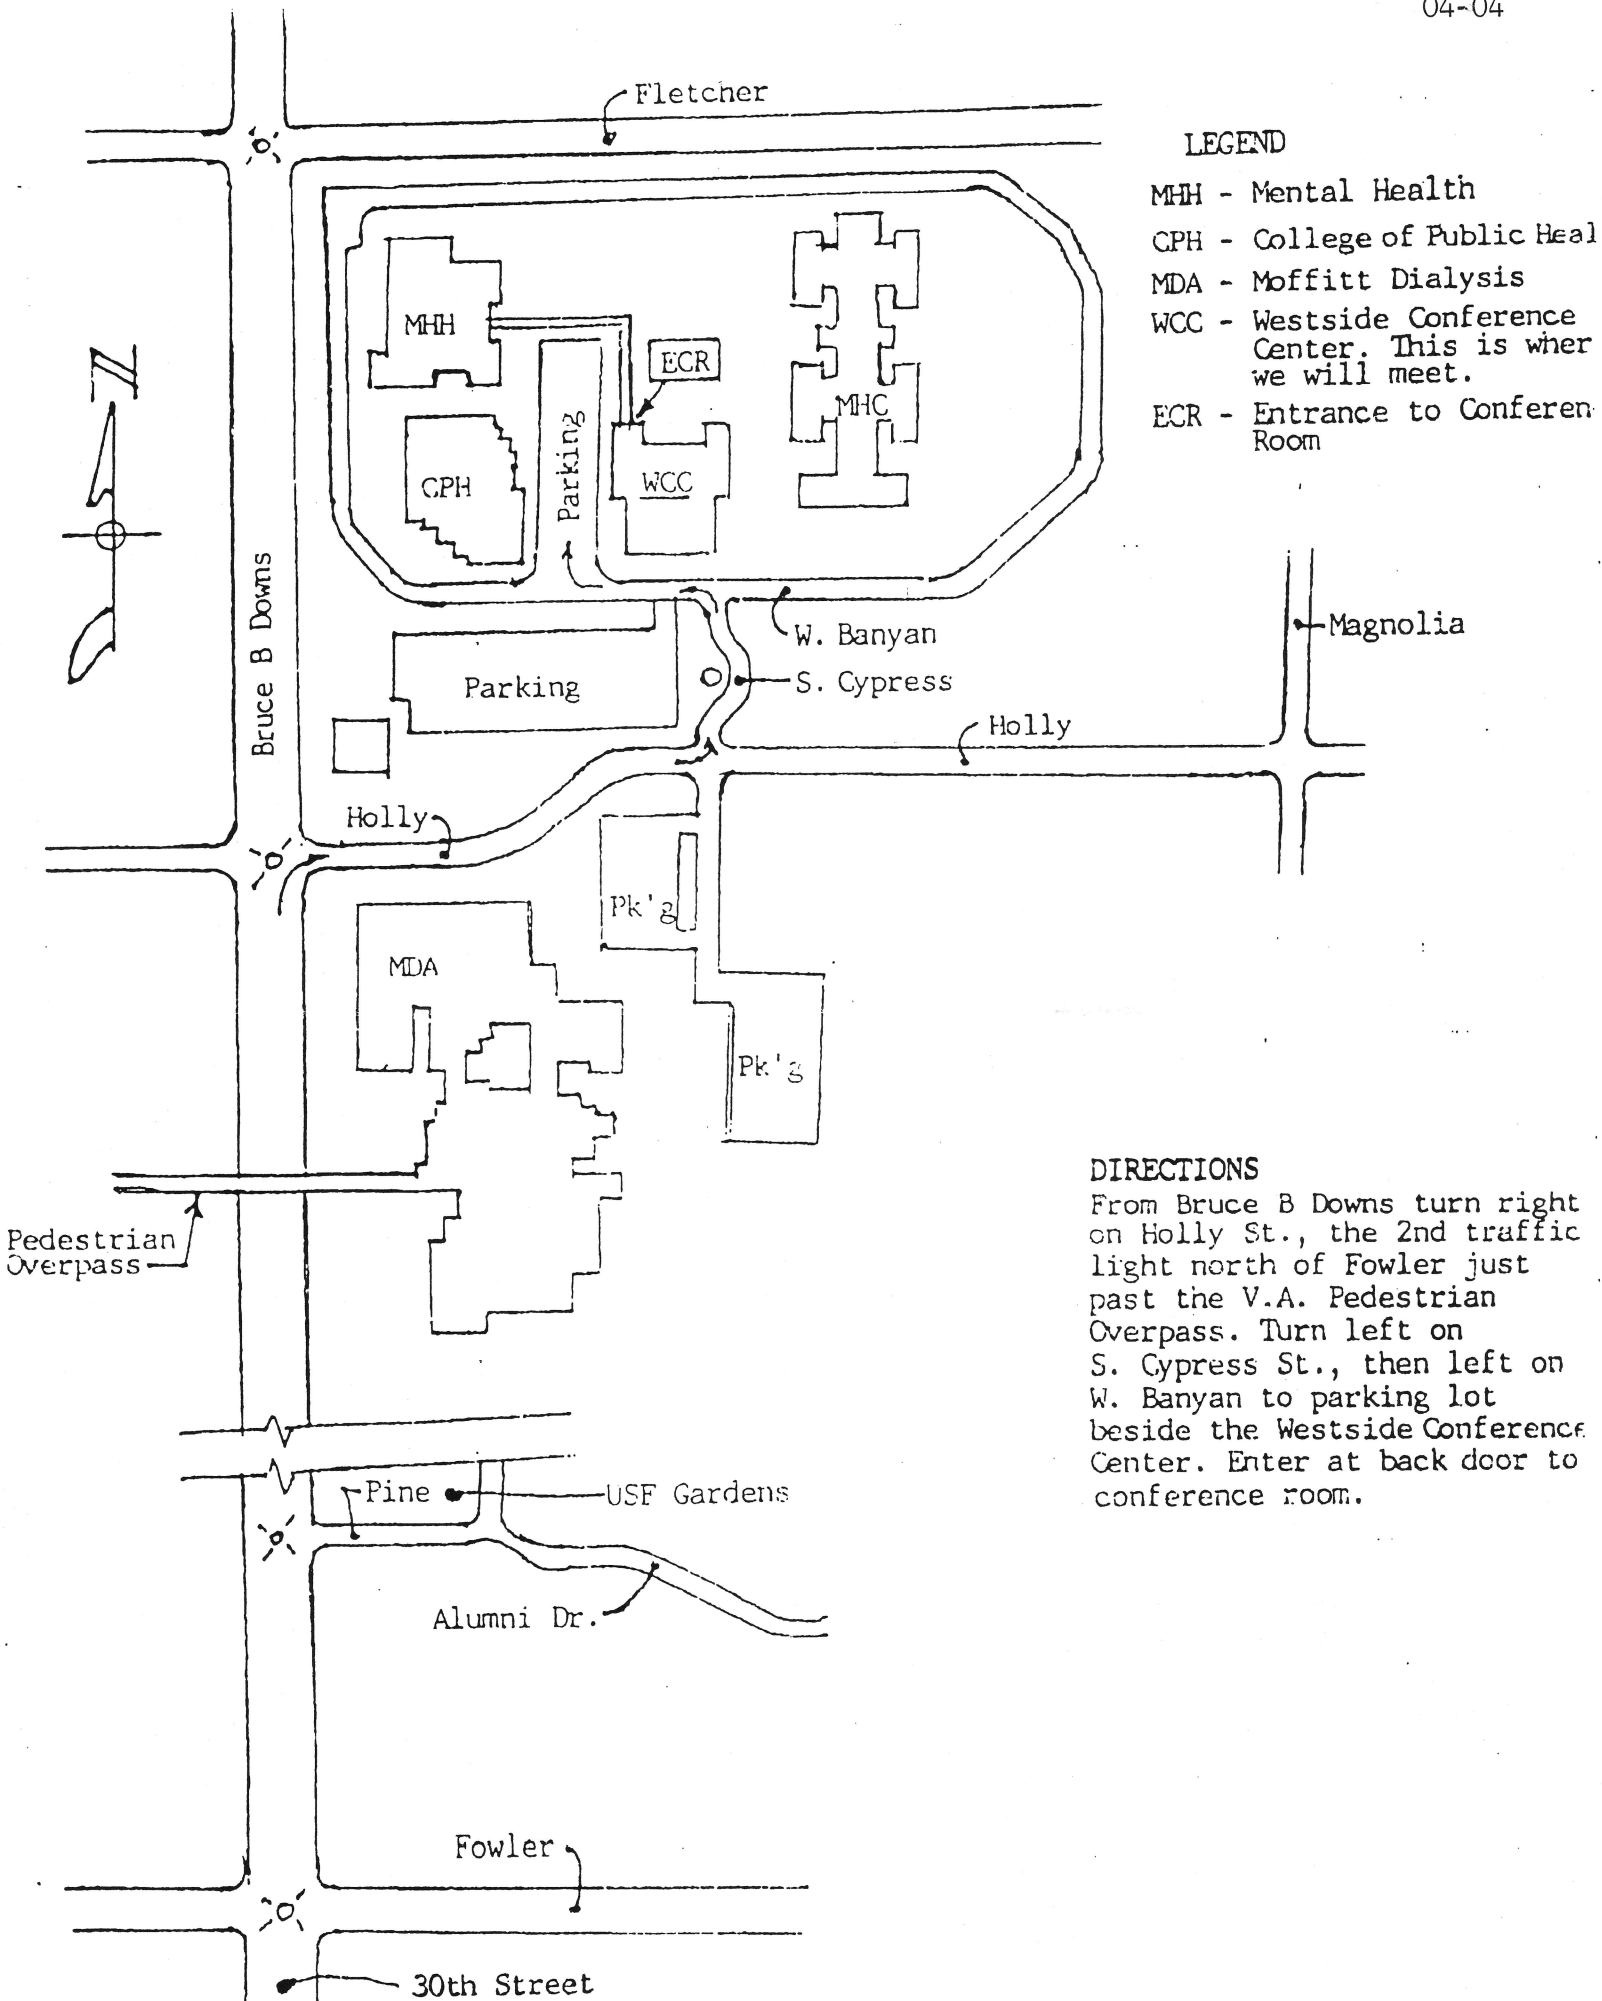 04-04
Fletcher
LEGEND
MHH - Mental Health
CPH - College of Public Heal
MDA - Moffitt Dialysis
WCC - Westside Conference
Center. This is wher
we will meet.
ECR - Entrance to Conferen
Room
MHH
ECR
MHC
Parking
CPH
WCC
N
Bruce B Downs
W. Banyan
Magnolia
S. Cypress
Parking
Holly
Holly
Pk'g
MDA
Pk'g
Pedestrian
Overpass
DIRECTIONS
From Bruce B Downs turn right
on Holly St., the 2nd traffic
light north of Fowler just
past the V.A. Pedestrian
Overpass. Turn left on
S. Cypress St., then left on
W. Banyan to parking lot
beside the Westside Conference
Center. Enter at back door to
conference room.
Pine
USF Gardens
Alumni Dr.
Fowler
30th Street